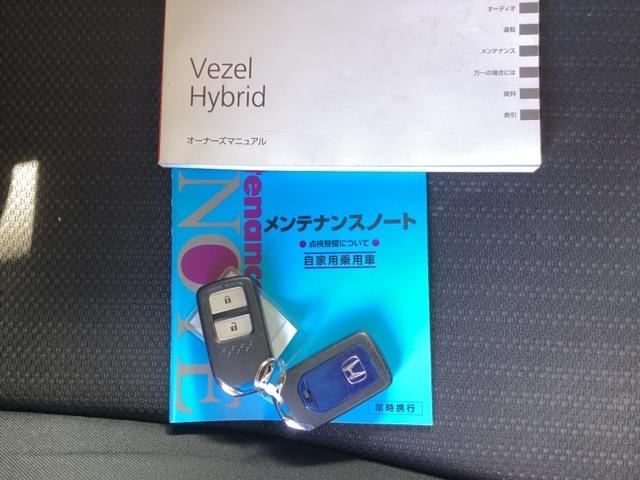 オーディオ
運転
メンテナンス
万一の場合には
資料
索引
Vezel
Hybrid
オーナーズマニュアル
tenance
NOTE
メンテナンスノート
点検整備について
自家用乗用車
常時携行